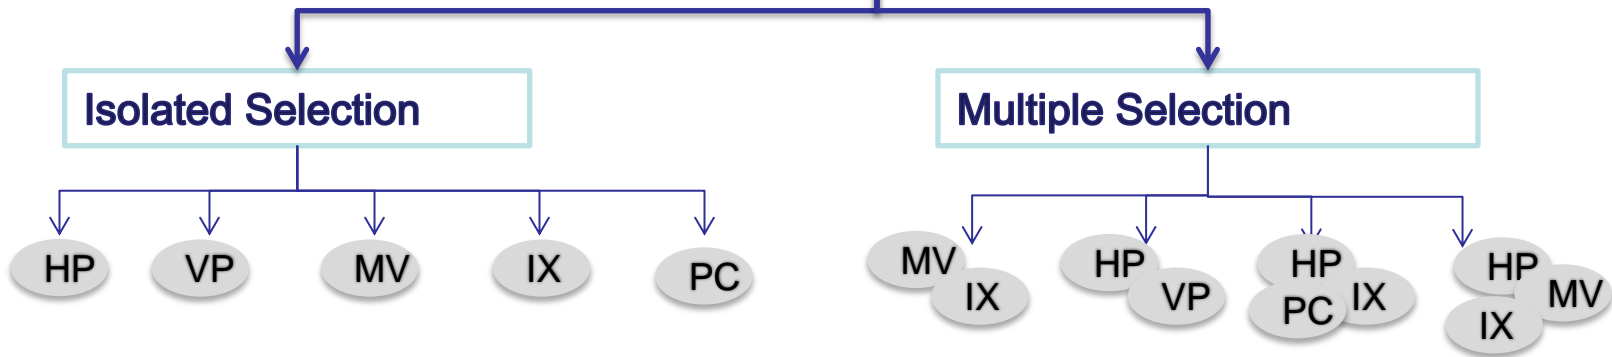 Isolated Selection
Multiple Selection
HP VP MV IX PC
MV IX
HP VP
HP PC IX
HP MV IX